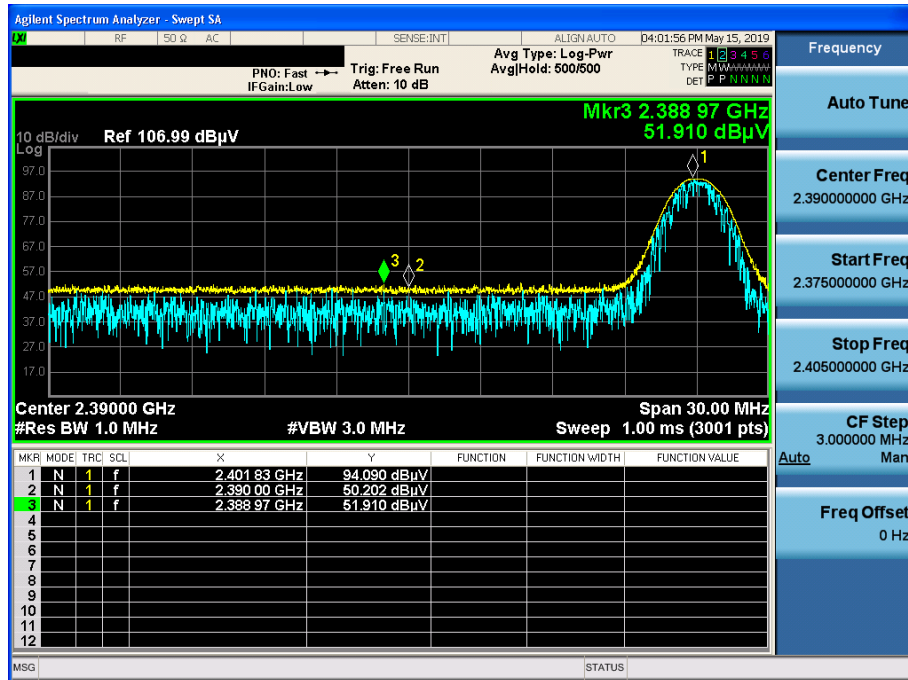 Agilent Spectrum Analyzer - Swept SA
LXI RF 50 Ω AC SENSE:INT ALIGN AUTO 04:01:56 PM May 15, 2019
PNO: Fast Trig: Free Run Avg Type: Log-Pwr TRACE 1 2 3 4 5 6
IFGain:Low Atten: 10 dB Avg|Hold: 500/500 TYPE M W W W W W
DET P P N N N N
Frequency
Mkr3 2.388 97 GHz
51.910 dBµV
10 dB/div Ref 106.99 dBµV
Log
97.0
87.0
77.0
67.0
57.0
47.0
37.0
27.0
17.0
1
3
2
Center 2.39000 GHz Span 30.00 MHz
#Res BW 1.0 MHz #VBW 3.0 MHz Sweep 1.00 ms (3001 pts)
MKR MODE TRC SCL X Y FUNCTION FUNCTION WIDTH FUNCTION VALUE
1 N 1 f 2.401 83 GHz 94.090 dBµV
2 N 1 f 2.390 00 GHz 50.202 dBµV
3 N 1 f 2.388 97 GHz 51.910 dBµV
4
5
6
7
8
9
10
11
12
MSG STATUS
Auto Tune
Center Freq
2.390000000 GHz
Start Freq
2.375000000 GHz
Stop Freq
2.405000000 GHz
CF Step
3.000000 MHz
Auto Man
Freq Offset
0 Hz